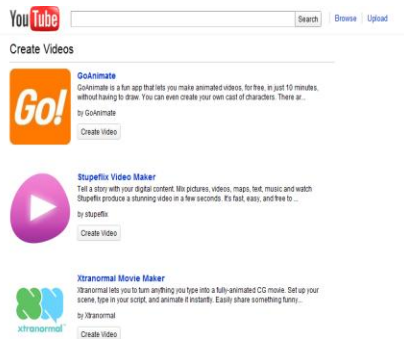 YouTube Search Browse Upload
Create Videos
GoAnimate
GoAnimate is a fun app that lets you make animated videos, for free, in just 10 minutes,
without having to draw. You can even create your own cast of characters. There ar...
Go!
by GoAnimate
Create Video
Stupeflix Video Maker
Tell a story with your digital content. Mix pictures, videos, maps, text, music and watch
Stupeflix produce a stunning video in a few seconds. It's fast, easy, and free to ...
by stupeflix
Create Video
Xtranormal Movie Maker
Xtranormal lets you to turn anything you type into a fully-animated CG movie. Set up your
scene, type in your script, and animate it instantly. Easily share something funny...
by Xtranormal
xtranormal
Create Video